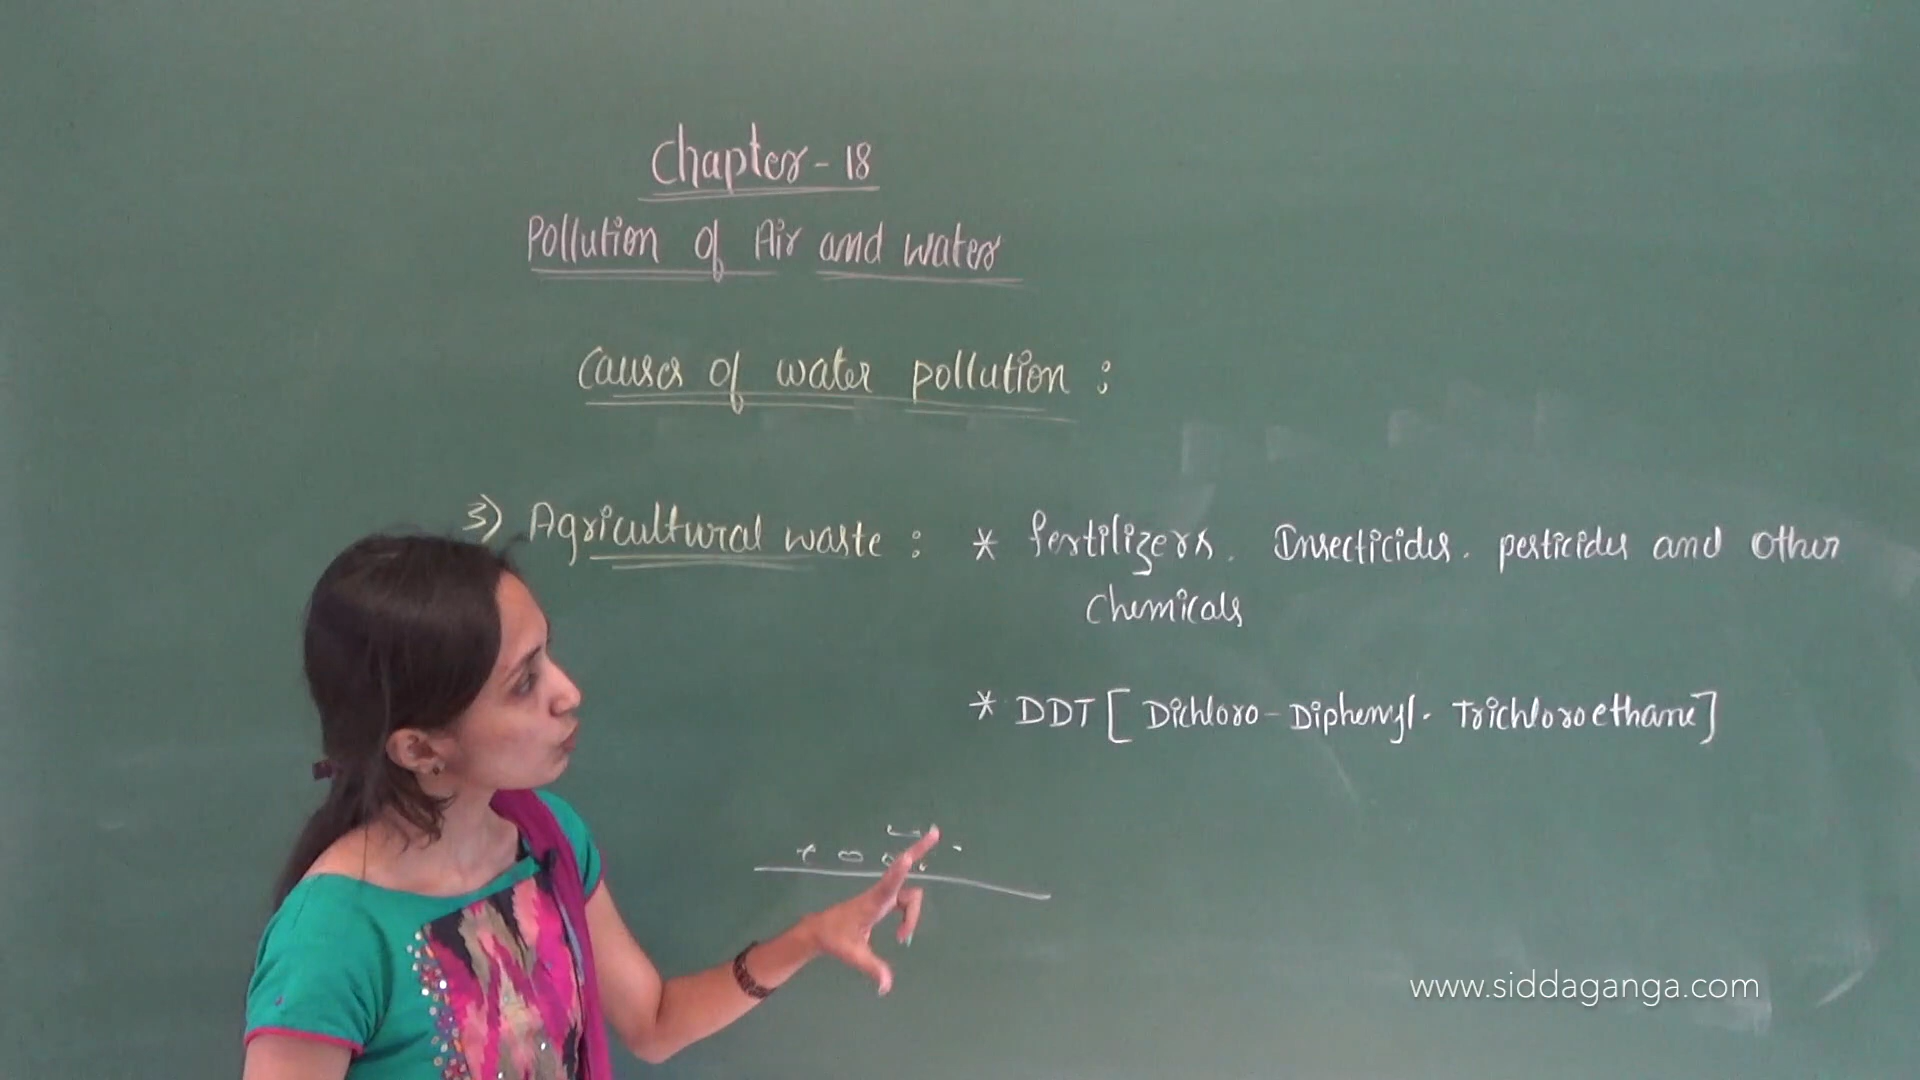 Chapter - 18
Pollution of Air and water
Causes of water pollution :
3) Agricultural waste : * fertilizers. Insecticides. pesticides and other
chemicals
* DDT [ Dichloro - Diphenyl - Trichloroethane ]
www.siddaganga.com